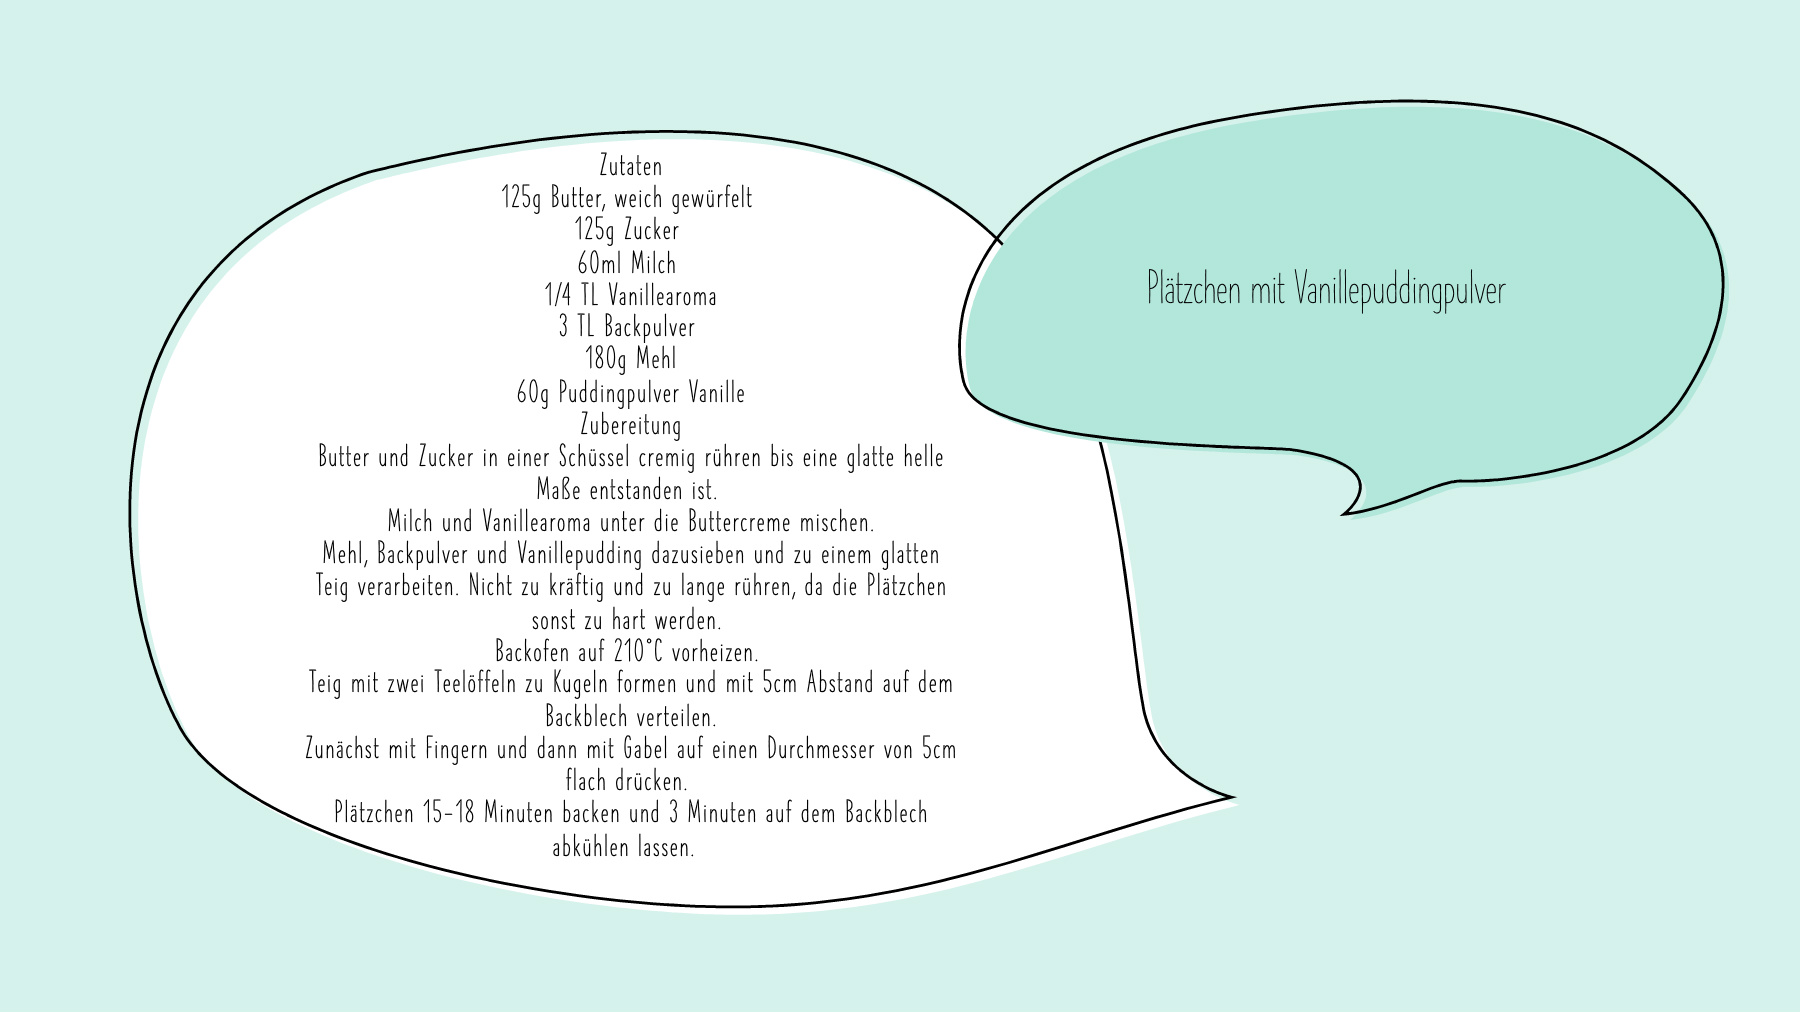 Plätzchen mit Vanillepuddingpulver
Zutaten
125g Butter, weich gewürfelt
125g Zucker
60ml Milch
1/4 TL Vanillearoma
3 TL Backpulver
180g Mehl
60g Puddingpulver Vanille
Zubereitung
Butter und Zucker in einer Schüssel cremig rühren bis eine glatte helle
Maße entstanden ist.
Milch und Vanillearoma unter die Buttercreme mischen.
Mehl, Backpulver und Vanillepudding dazusieben und zu einem glatten
Teig verarbeiten. Nicht zu kräftig und zu lange rühren, da die Plätzchen
sonst zu hart werden.
Backofen auf 210°C vorheizen.
Teig mit zwei Teelöffeln zu Kugeln formen und mit 5cm Abstand auf dem
Backblech verteilen.
Zunächst mit Fingern und dann mit Gabel auf einen Durchmesser von 5cm
flach drücken.
Plätzchen 15-18 Minuten backen und 3 Minuten auf dem Backblech
abkühlen lassen.